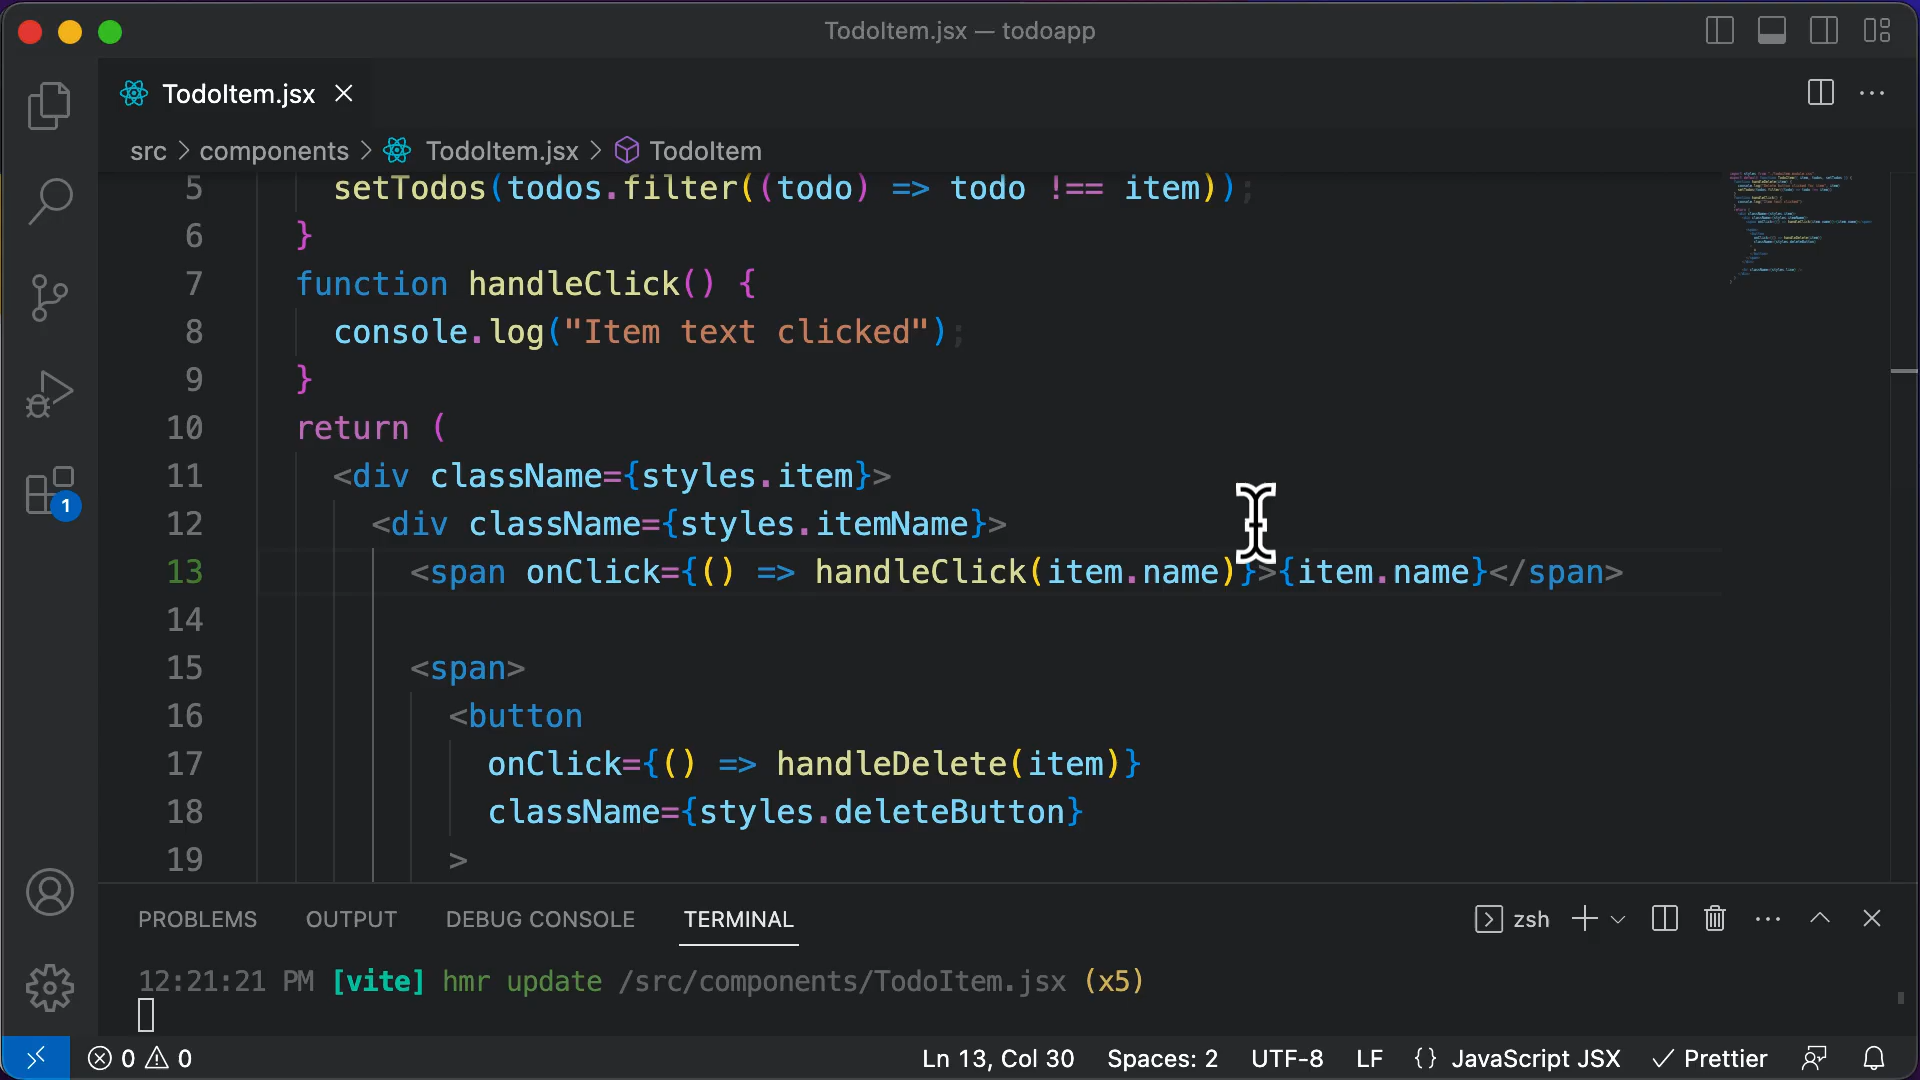 TodoItem.jsx — todoapp
TodoItem.jsx
src > components > TodoItem.jsx > TodoItem
5 setTodos(todos.filter((todo) => todo !== item));
6 }
7 function handleClick() {
8 console.log("Item text clicked");
9 }
10 return (
11 <div className={styles.item}>
12 <div className={styles.itemName}>
13 <span onClick={() => handleClick(item.name)}>{item.name}</span>
14
15 <span>
16 <button
17 onClick={() => handleDelete(item)}
18 className={styles.deleteButton}
19 >
1
PROBLEMS OUTPUT DEBUG CONSOLE TERMINAL zsh
12:21:21 PM [vite] hmr update /src/components/TodoItem.jsx (x5)
0 0 Ln 13, Col 30 Spaces: 2 UTF-8 LF {} JavaScript JSX Prettier